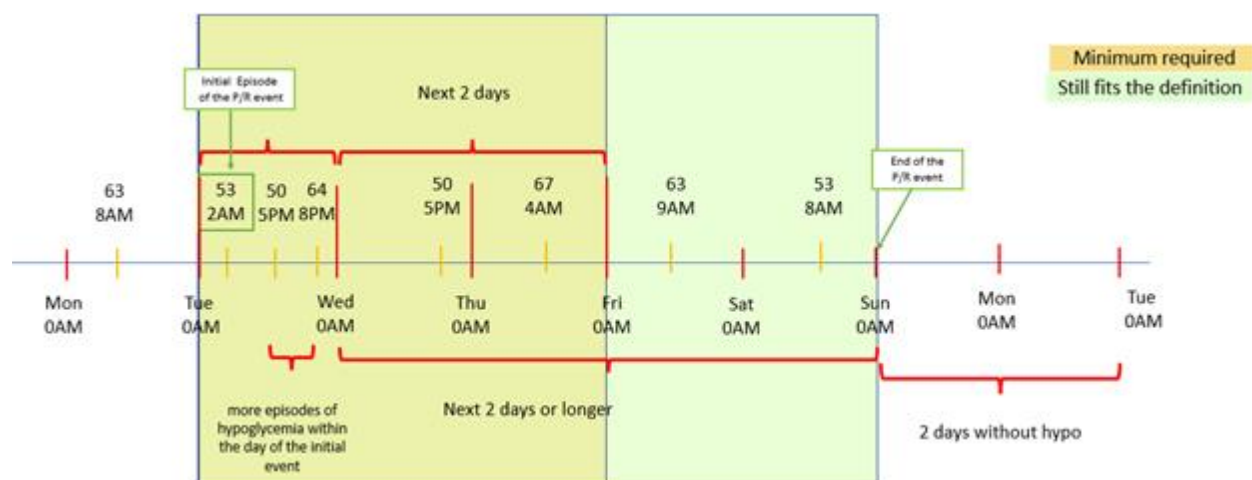 Minimum required
Still fits the definition
Initial Episode
of the P/R event
Next 2 days
End of the
P/R event
63
8AM
53
2AM
50
5PM
64
8PM
50
5PM
67
4AM
63
9AM
53
8AM
Mon
0AM
Tue
0AM
Wed
0AM
Thu
0AM
Fri
0AM
Sat
0AM
Sun
0AM
Mon
0AM
Tue
0AM
more episodes of
hypoglycemia within
the day of the initial
event
Next 2 days or longer
2 days without hypo